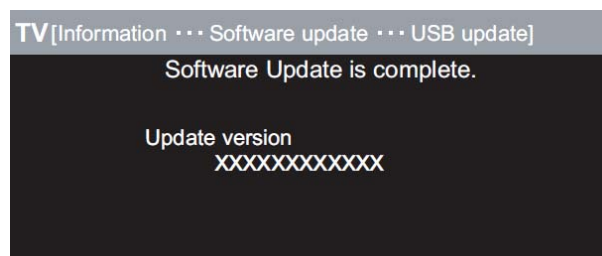 TV[Information ··· Software update ··· USB update]
Software Update is complete.
Update version
XXXXXXXXXXXX